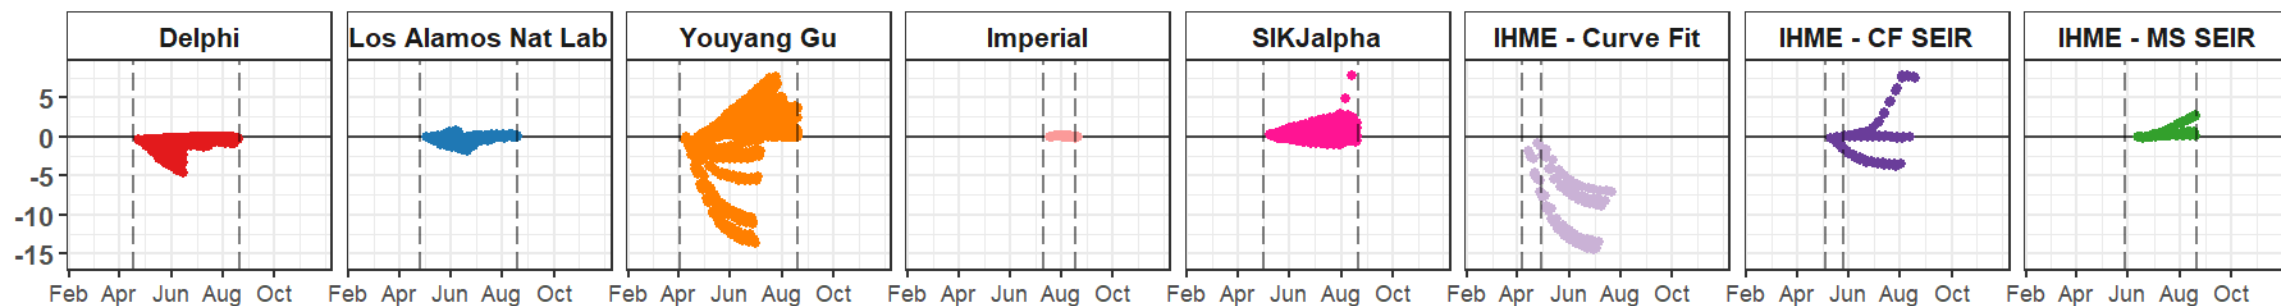 Delphi Los Alamos Nat Lab Youyang Gu Imperial SIKJalpha IHME - Curve Fit IHME - CF SEIR IHME - MS SEIR
5
0
-5
-10
-15
Feb Apr Jun Aug Oct Feb Apr Jun Aug Oct Feb Apr Jun Aug Oct Feb Apr Jun Aug Oct Feb Apr Jun Aug Oct Feb Apr Jun Aug Oct Feb Apr Jun Aug Oct Feb Apr Jun Aug Oct